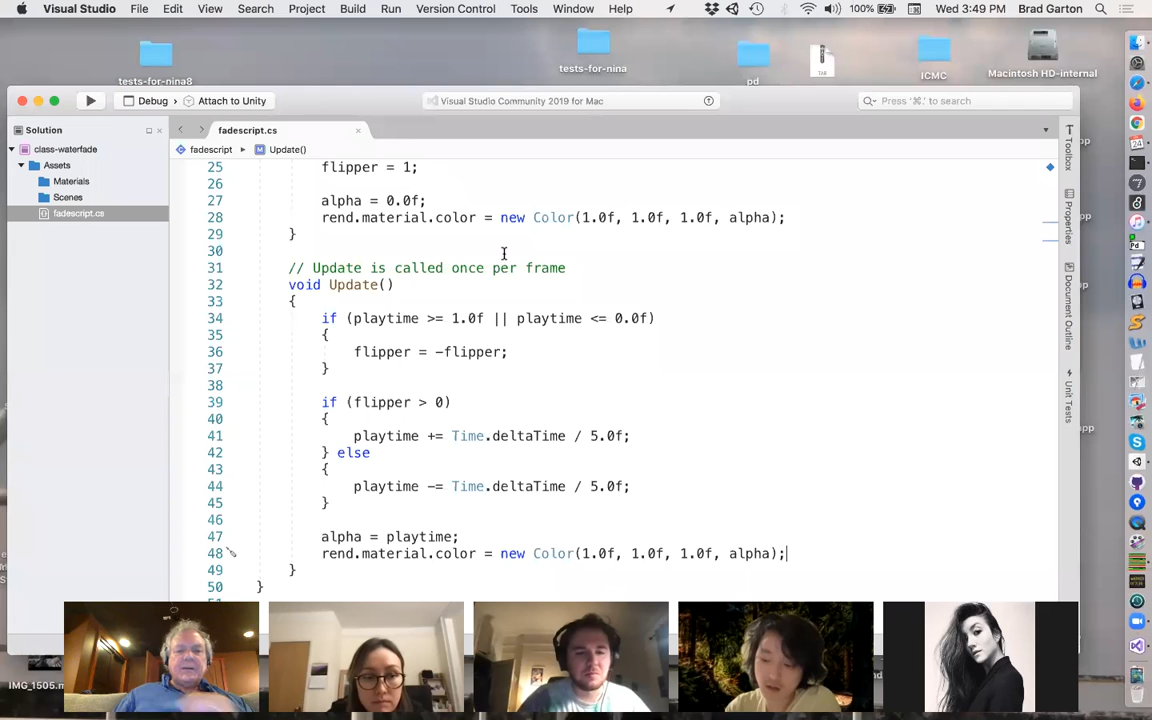 Visual Studio File Edit View Search Project Build Run Version Control Tools Window Help 100% Wed 3:49 PM Brad Garton
tests-for-nina8
tests-for-nina
pd
TAR
ICMC
Macintosh HD-internal
Debug › Attach to Unity
Visual Studio Community 2019 for Mac
Press '⌘.' to search
Solution
fadescript.cs
class-waterfade
Assets
Materials
Scenes
fadescript.cs
fadescript
Update()
25 flipper = 1;
26
27 alpha = 0.0f;
28 rend.material.color = new Color(1.0f, 1.0f, 1.0f, alpha);
29 }
30
31 // Update is called once per frame
32 void Update()
33 {
34 if (playtime >= 1.0f || playtime <= 0.0f)
35 {
36 flipper = -flipper;
37 }
38
39 if (flipper > 0)
40 {
41 playtime += Time.deltaTime / 5.0f;
42 } else
43 {
44 playtime -= Time.deltaTime / 5.0f;
45 }
46
47 alpha = playtime;
48 rend.material.color = new Color(1.0f, 1.0f, 1.0f, alpha);
49 }
50 }
Toolbox
Properties
Document Outline
Unit Tests
IMG_1505.m